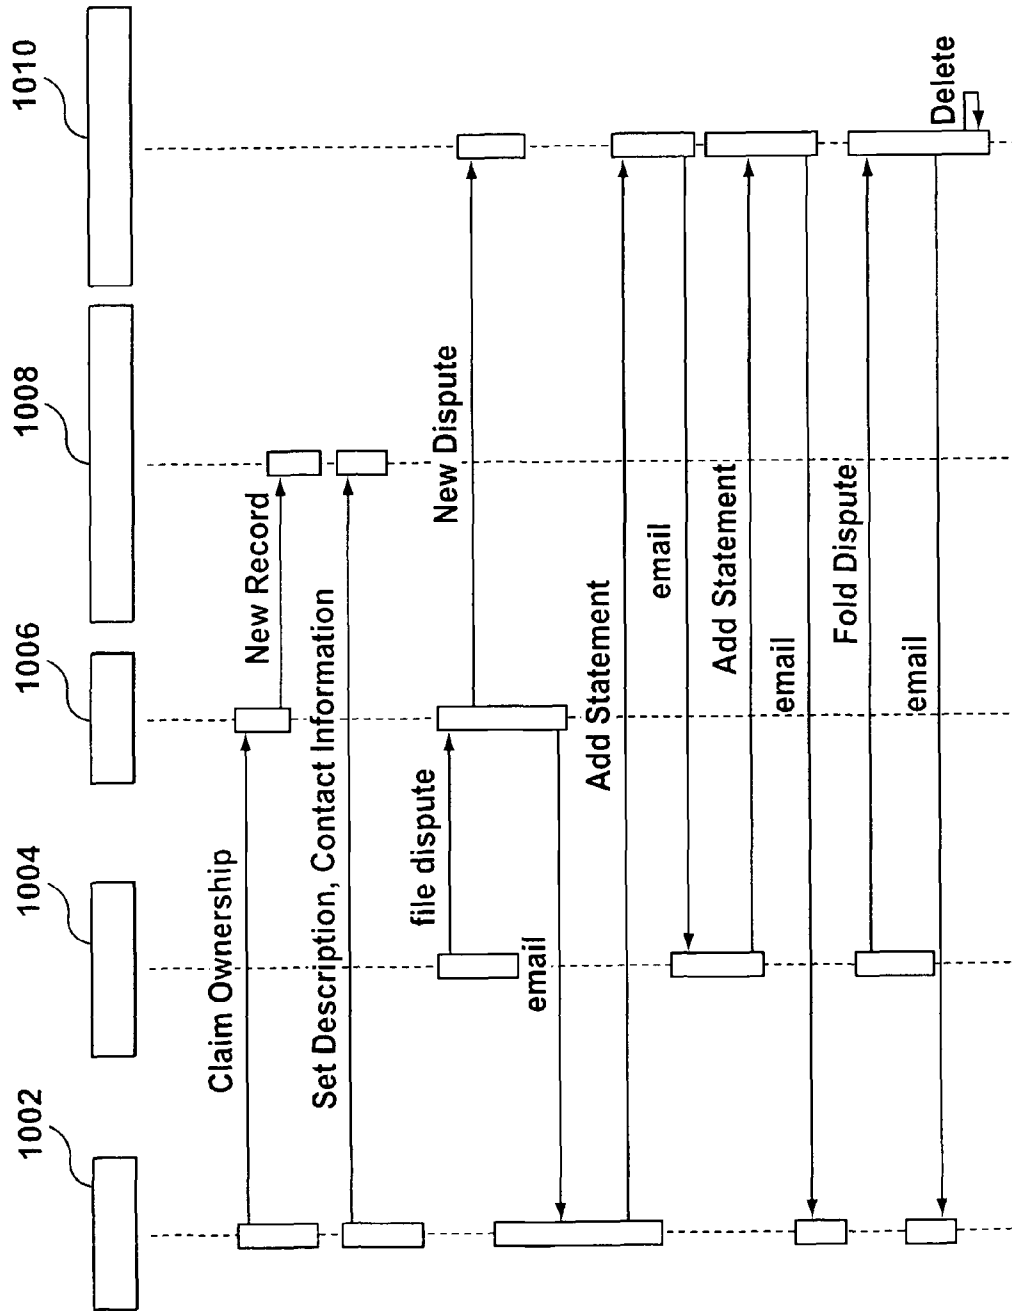 1002
1004
1006
1008
1010
Claim Ownership
New Record
Set Description, Contact Information
file dispute
New Dispute
email
Add Statement
email
Add Statement
email
Fold Dispute
email
Delete